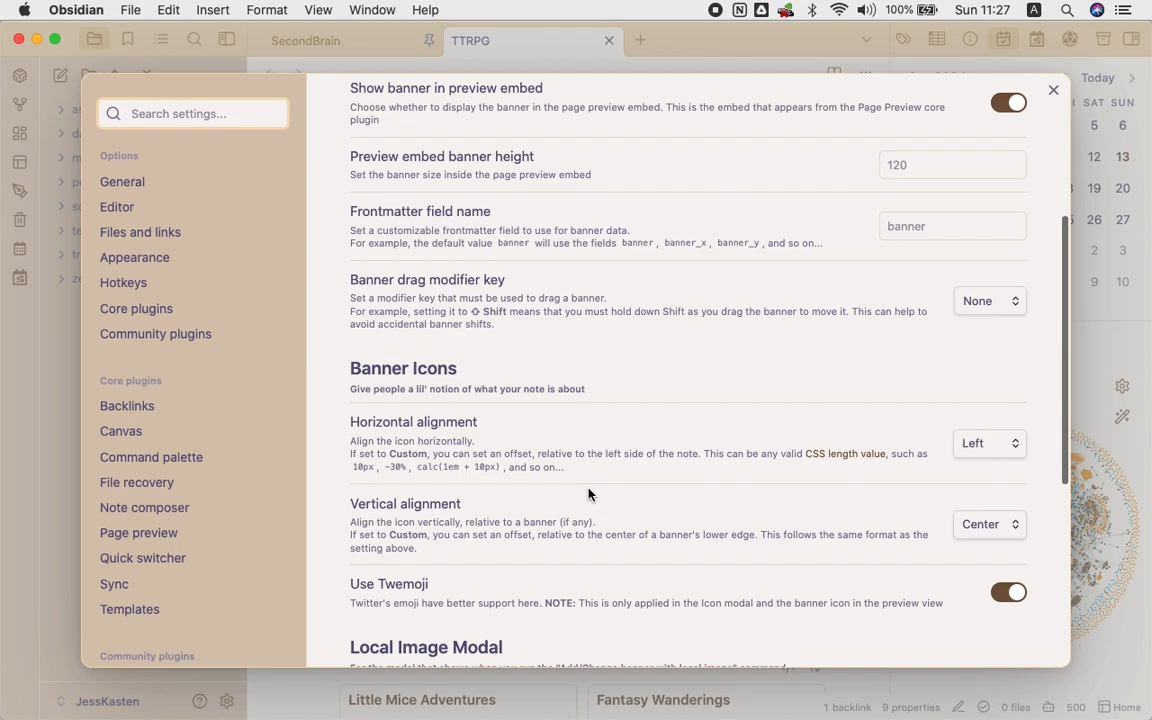 Obsidian File Edit Insert Format View Window Help 100% Sun 11:27 A
SecondBrain
TTRPG
Today
Search settings...
Options
General
Editor
Files and links
Appearance
Hotkeys
Core plugins
Community plugins
Core plugins
Backlinks
Canvas
Command palette
File recovery
Note composer
Page preview
Quick switcher
Sync
Templates
Community plugins
Show banner in preview embed
Choose whether to display the banner in the page preview embed. This is the embed that appears from the Page Preview core
plugin
Preview embed banner height
Set the banner size inside the page preview embed
120
Frontmatter field name
Set a customizable frontmatter field to use for banner data.
For example, the default value banner will use the fields banner, banner_x, banner_y, and so on...
banner
Banner drag modifier key
Set a modifier key that must be used to drag a banner.
For example, setting it to ⇧ Shift means that you must hold down Shift as you drag the banner to move it. This can help to
avoid accidental banner shifts.
None
Banner Icons
Give people a lil' notion of what your note is about
Horizontal alignment
Align the icon horizontally.
If set to Custom, you can set an offset, relative to the left side of the note. This can be any valid CSS length value, such as
10px, -30%, calc(1em + 10px), and so on...
Left
Vertical alignment
Align the icon vertically, relative to a banner (if any).
If set to Custom, you can set an offset, relative to the center of a banner's lower edge. This follows the same format as the
setting above.
Center
Use Twemoji
Twitter's emoji have better support here. NOTE: This is only applied in the Icon modal and the banner icon in the preview view
Local Image Modal
For the modal that shows when you run the "Add/Change banner with local image" command
SAT SUN
5 6
12 13
19 20
26 27
2 3
9 10
Little Mice Adventures
Fantasy Wanderings
JessKasten
1 backlink 9 properties 0 files 500 Home